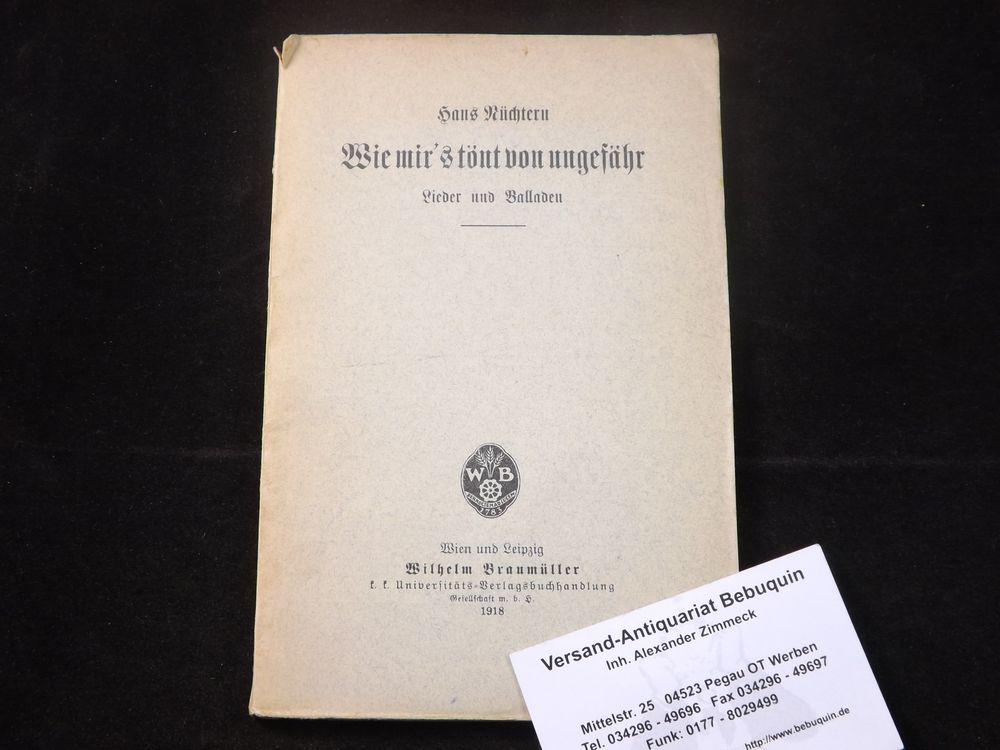 Hans Nüchtern
Wie mir's tönt von ungefähr
Lieder und Balladen
W B
1783
Wien und Leipzig
Wilhelm Braumüller
k. k. Universitäts-Verlagsbuchhandlung
Gesellschaft m. b. H.
1918
Versand-Antiquariat Bebuquin
Inh. Alexander Zimmeck
Mittelstr. 25 04523 Pegau OT Werben
Tel. 034296 - 49696 Fax 034296 - 49697
Funk: 0177 - 8029499
http://www.bebuquin.de